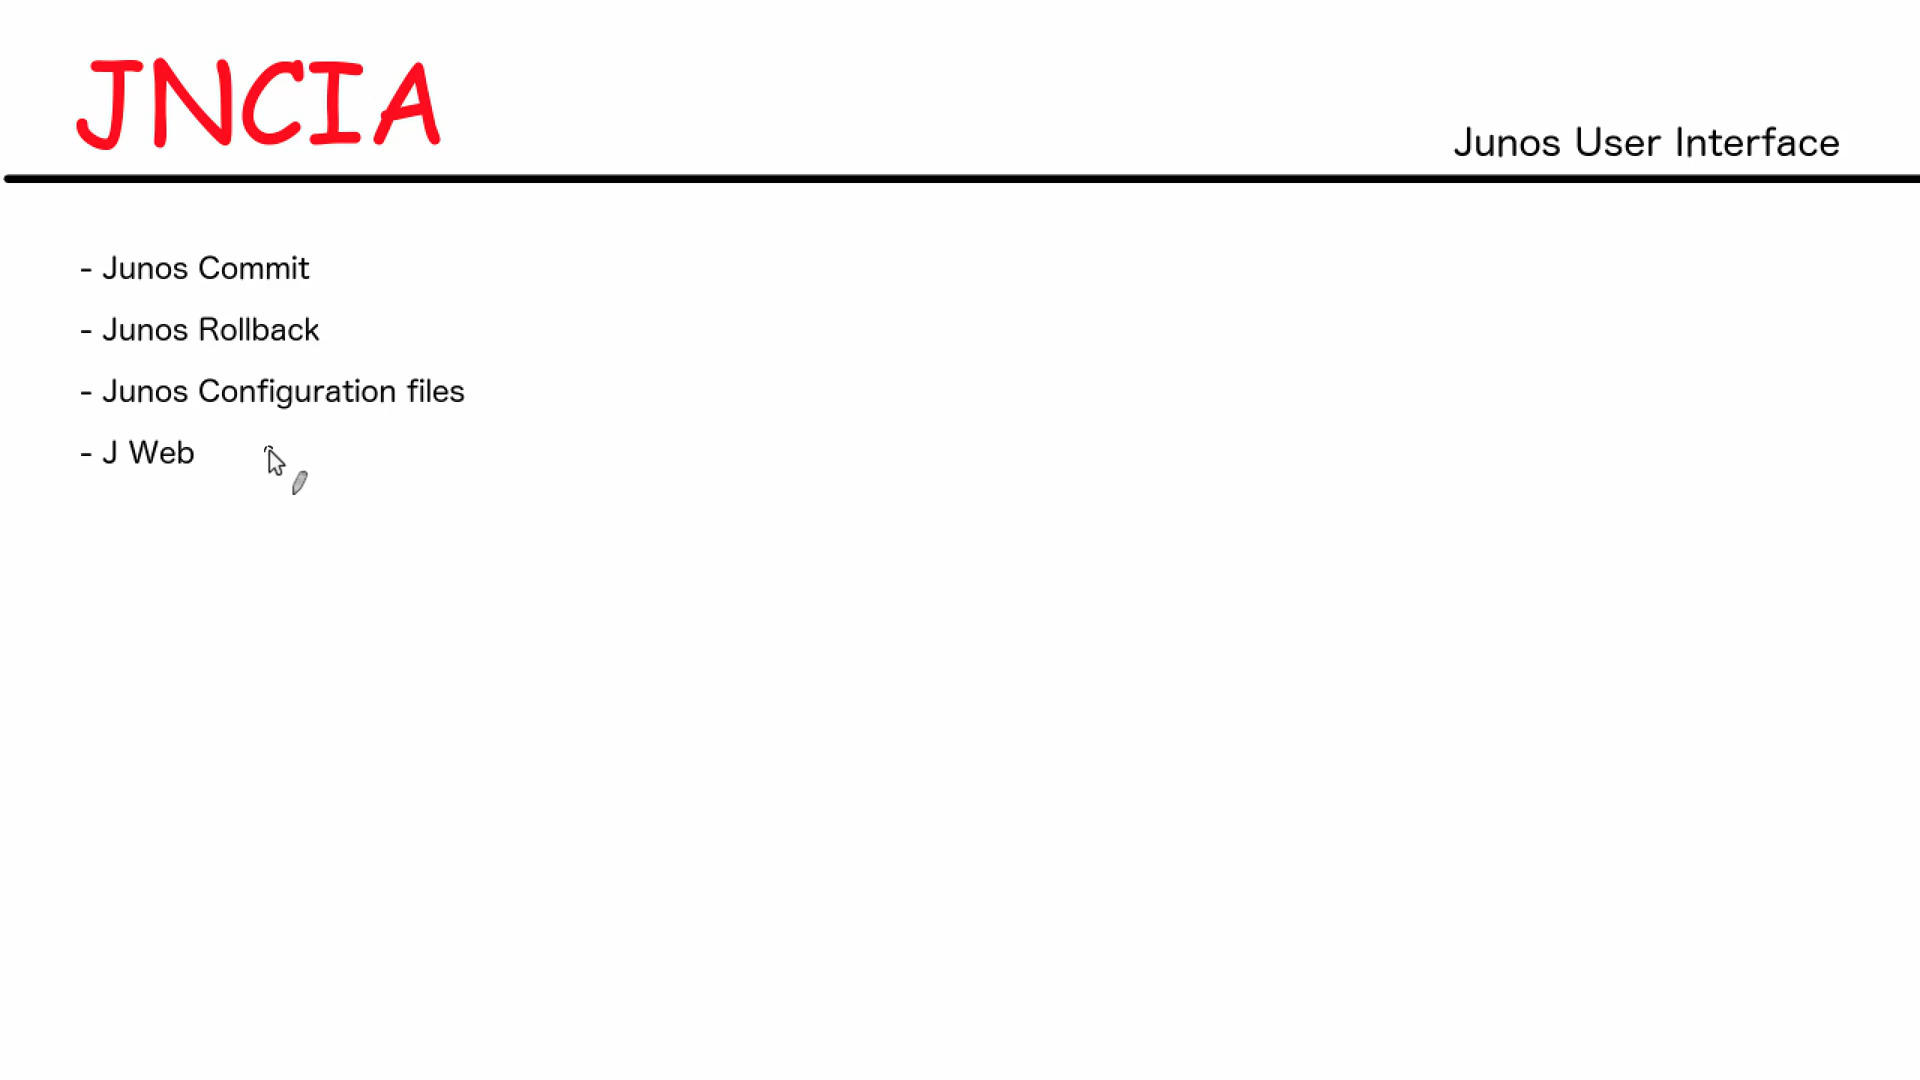 JNCIA
Junos User Interface
- Junos Commit
- Junos Rollback
- Junos Configuration files
- J Web